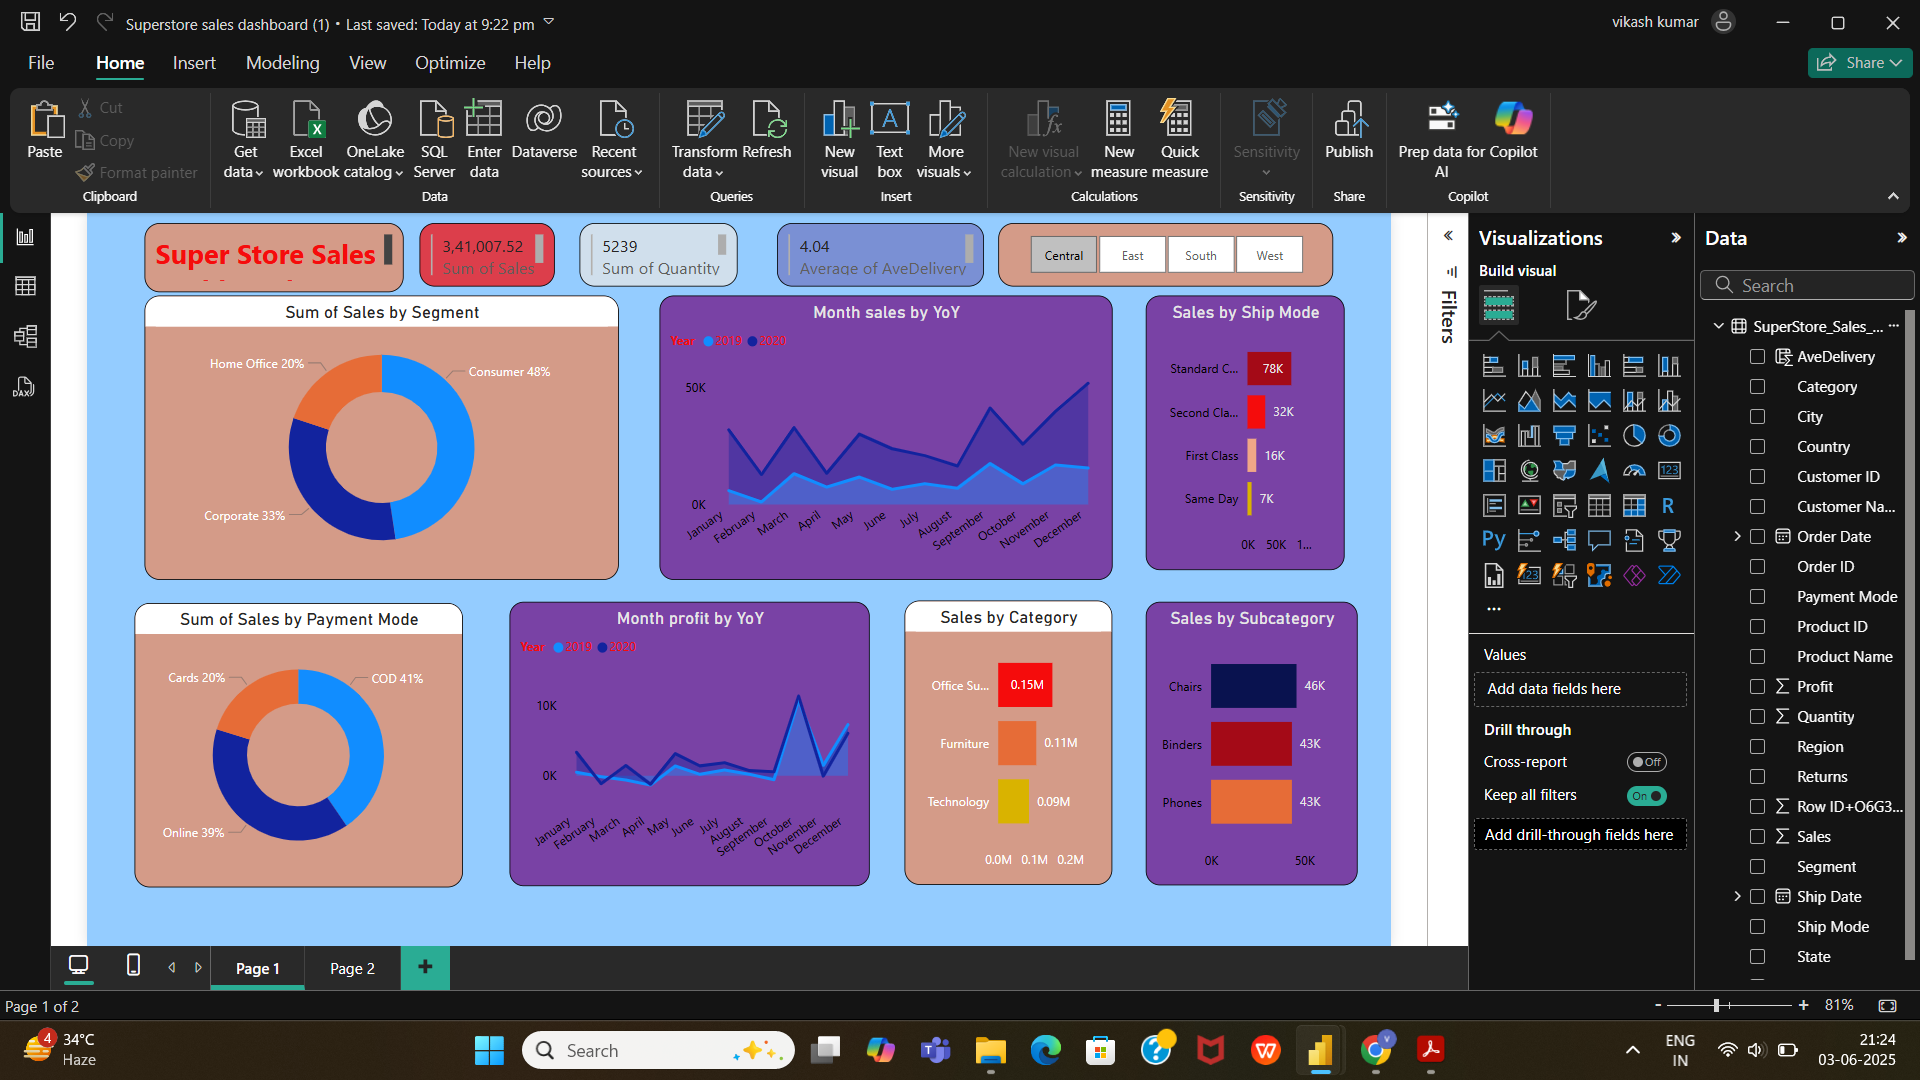 Superstore sales dashboard (1) • Last saved: Today at 9:22 pm
vikash kumar
File Home Insert Modeling View Optimize Help
Share
Paste
Cut
Copy
Format painter
Clipboard
Get data
Excel workbook
OneLake catalog
SQL Server
Enter data
Dataverse
Recent sources
Data
Transform data
Refresh
Queries
New visual
Text box
More visuals
Insert
New visual calculation
New measure
Quick measure
Calculations
Sensitivity
Sensitivity
Publish
Share
Prep data for AI
Copilot
Copilot
Super Store Sales
3,41,007.52
Sum of Sales
5239
Sum of Quantity
4.04
Average of AveDelivery
Central East South West
Sum of Sales by Segment
Home Office 20%
Consumer 48%
Corporate 33%
Month sales by YoY
Year 2019 2020
50K
0K
January February March April May June July August September October November December
Sales by Ship Mode
Standard C... 78K
Second Cla... 32K
First Class 16K
Same Day 7K
0K 50K 1...
Sum of Sales by Payment Mode
Cards 20%
COD 41%
Online 39%
Month profit by YoY
Year 2019 2020
10K
0K
January February March April May June July August September October November December
Sales by Category
Office Su... 0.15M
Furniture 0.11M
Technology 0.09M
0.0M 0.1M 0.2M
Sales by Subcategory
Chairs 46K
Binders 43K
Phones 43K
0K 50K
Filters
Visualizations
Build visual
123
R
Py
123
Values
Add data fields here
Drill through
Cross-report Off
Keep all filters On
Add drill-through fields here
Data
Search
SuperStore_Sales_... ...
AveDelivery
Category
City
Country
Customer ID
Customer Na...
Order Date
Order ID
Payment Mode
Product ID
Product Name
Profit
Quantity
Region
Returns
Row ID+O6G3...
Sales
Segment
Ship Date
Ship Mode
State
DAX
Page 1 Page 2 +
Page 1 of 2
- + 81%
4
34°C
Haze
Search
ENG
IN
21:24
03-06-2025